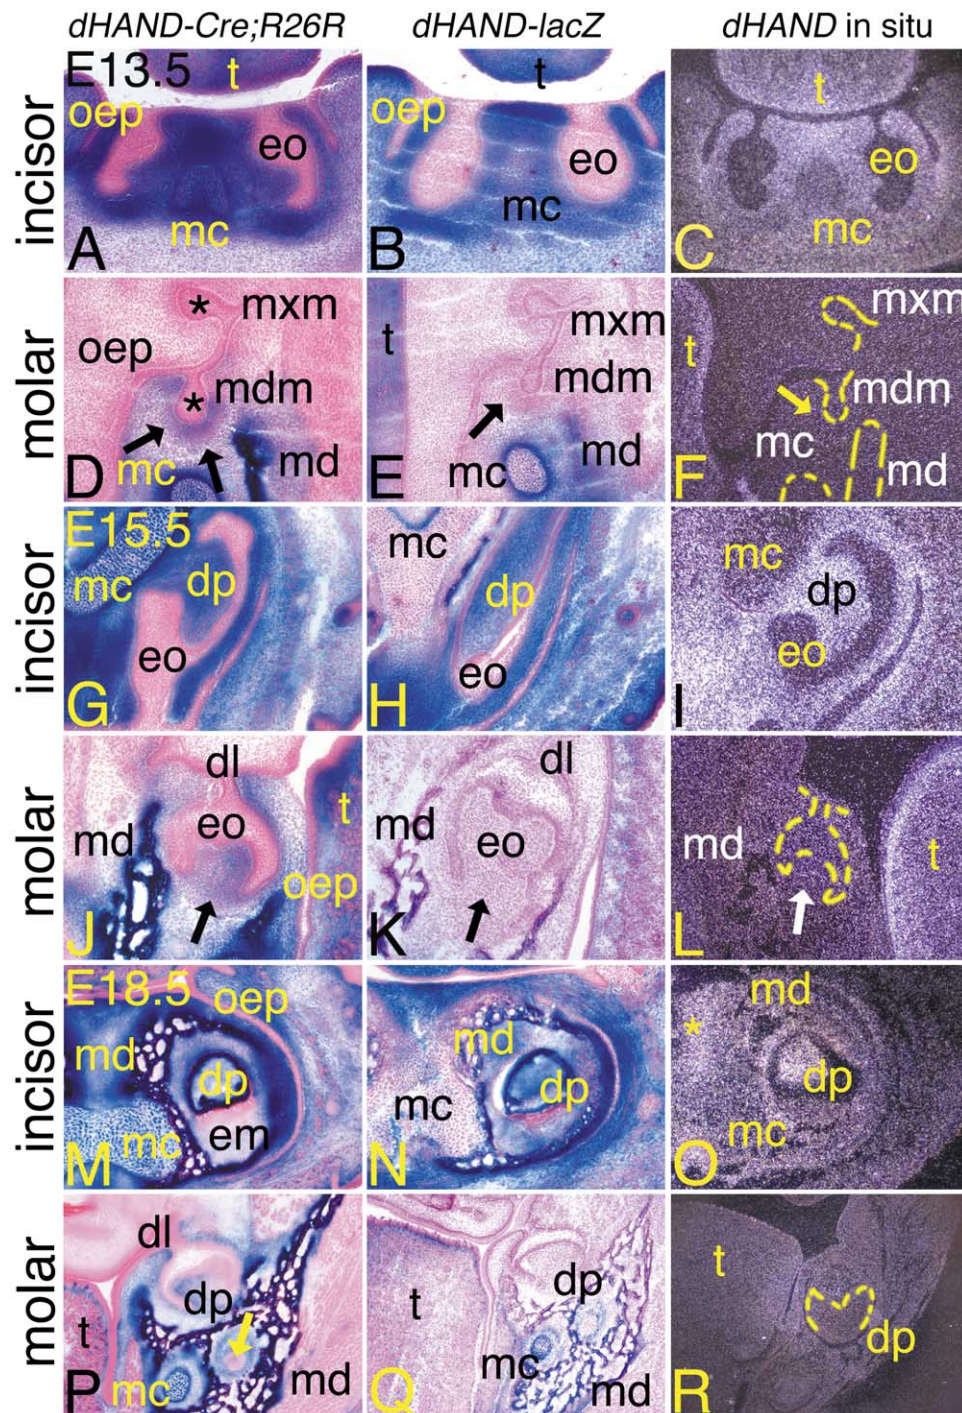 dHAND-Cre;R26R dHAND-lacZ dHAND in situ
incisor
E13.5 t oep eo mc A
t oep eo mc B
t eo mc C
molar
* mxm oep mdm * mc md D
t mxm mdm mc md E
mxm t mdm mc md F
incisor
E15.5 mc dp eo G
mc dp eo H
mc dp eo I
molar
dl eo t md oep J
dl md eo K
md t L
incisor
E18.5 oep md dp mc em M
md dp mc N
md * dp mc O
molar
dl dp t mc md P
dp t mc md Q
t dp R